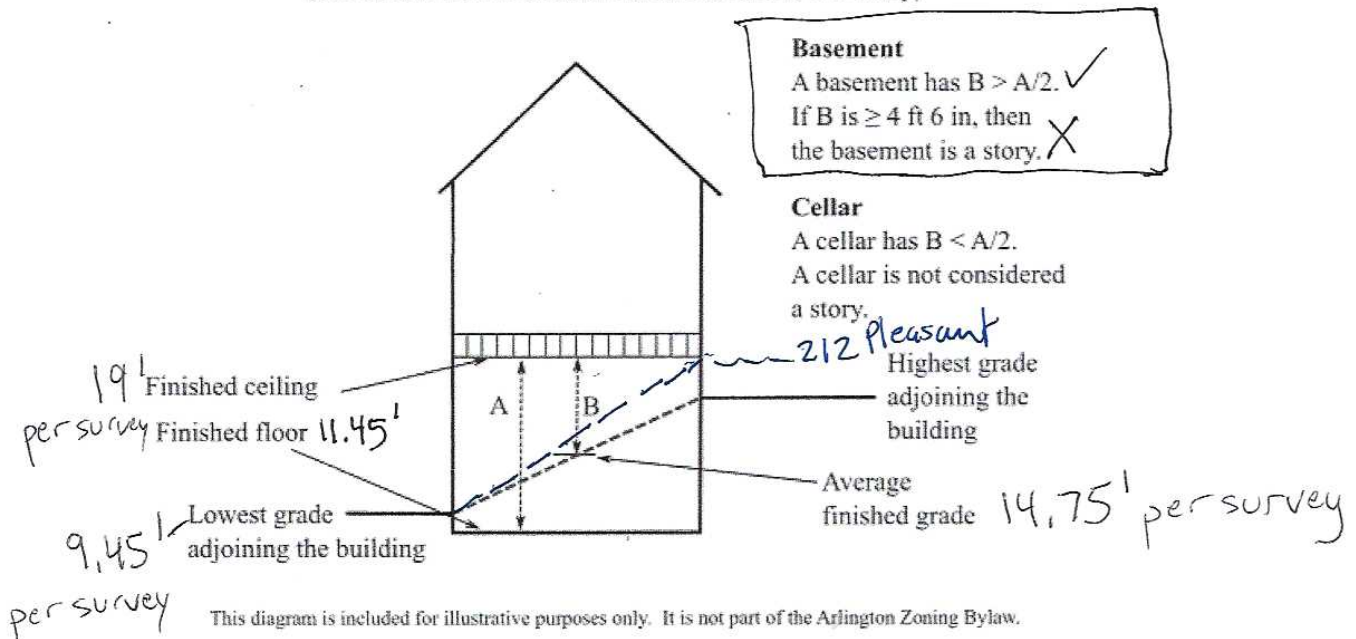 Basement
A basement has B > A/2. ✓
If B is ≥ 4 ft 6 in, then
the basement is a story. X
Cellar
A cellar has B < A/2.
A cellar is not considered
a story.
212 Pleasant
Highest grade
adjoining the
building
19' Finished ceiling
per survey Finished floor 11.45'
A
B
Average
finished grade 14.75' per survey
Lowest grade
9.45' adjoining the building
per survey
This diagram is included for illustrative purposes only. It is not part of the Arlington Zoning Bylaw.